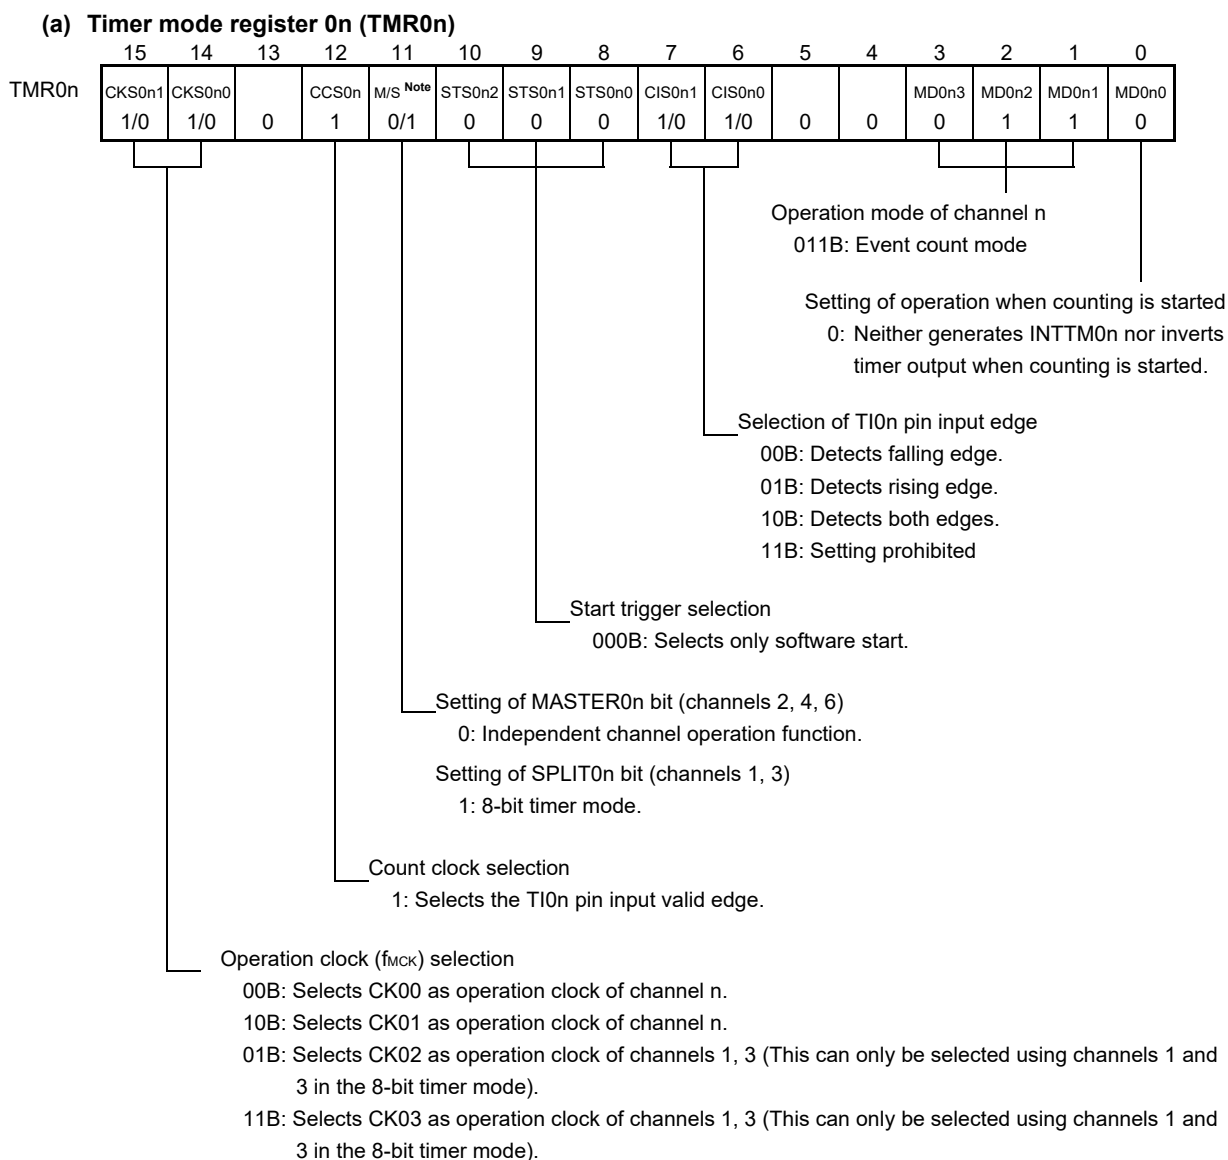 (a) Timer mode register 0n (TMR0n)
15 14 13 12 11 10 9 8 7 6 5 4 3 2 1 0
TMR0n CKS0n1 CKS0n0 CCS0n M/S Note STS0n2 STS0n1 STS0n0 CIS0n1 CIS0n0 MD0n3 MD0n2 MD0n1 MD0n0
1/0 1/0 0 1 0/1 0 0 0 1/0 1/0 0 0 0 1 1 0
Operation mode of channel n
011B: Event count mode
Setting of operation when counting is started
0: Neither generates INTTM0n nor inverts
timer output when counting is started.
Selection of TI0n pin input edge
00B: Detects falling edge.
01B: Detects rising edge.
10B: Detects both edges.
11B: Setting prohibited
Start trigger selection
000B: Selects only software start.
Setting of MASTER0n bit (channels 2, 4, 6)
0: Independent channel operation function.
Setting of SPLIT0n bit (channels 1, 3)
1: 8-bit timer mode.
Count clock selection
1: Selects the TI0n pin input valid edge.
Operation clock (fMCK) selection
00B: Selects CK00 as operation clock of channel n.
10B: Selects CK01 as operation clock of channel n.
01B: Selects CK02 as operation clock of channels 1, 3 (This can only be selected using channels 1 and
3 in the 8-bit timer mode).
11B: Selects CK03 as operation clock of channels 1, 3 (This can only be selected using channels 1 and
3 in the 8-bit timer mode).